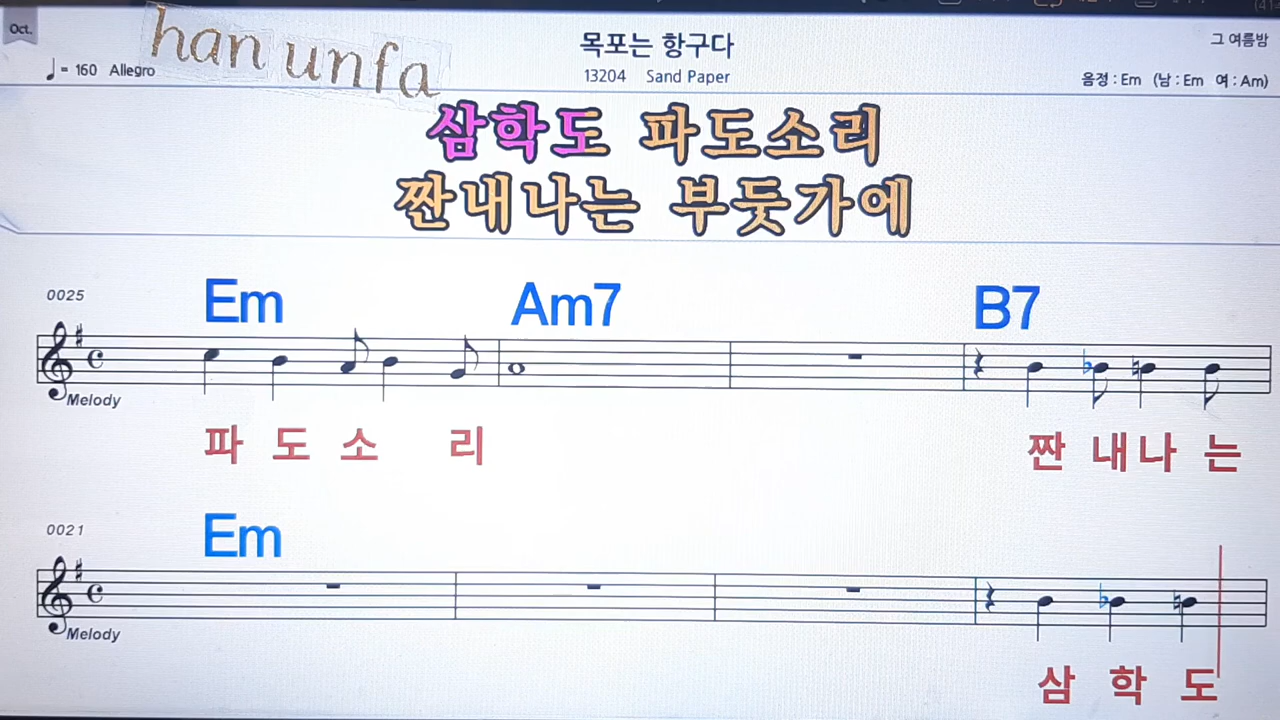 Oct.
han unfa
♩= 160 Allegro
목포는 항구다
13204 Sand Paper
그 여름밤
음정 : Em (남 : Em 여 : Am)
삼학도 파도소리
짠내나는 부둣가에
0025
Em Am7 B7
Melody
파 도 소 리 짠 내 나 는
0021
Em
Melody
삼 학 도